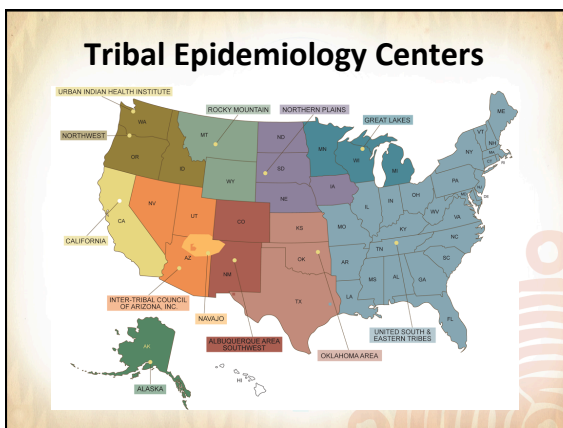 Tribal Epidemiology Centers
URBAN INDIAN HEALTH INSTITUTE
ROCKY MOUNTAIN
NORTHERN PLAINS
GREAT LAKES
NORTHWEST
CALIFORNIA
INTER-TRIBAL COUNCIL
OF ARIZONA, INC.
NAVAJO
ALBUQUERQUE AREA
SOUTHWEST
OKLAHOMA AREA
UNITED SOUTH &
EASTERN TRIBES
ALASKA
WA
OR
ID
MT
WY
ND
SD
NE
MN
WI
MI
IA
CA
NV
UT
AZ
CO
NM
KS
OK
TX
MO
AR
LA
IL
IN
OH
KY
TN
MS
AL
GA
FL
SC
NC
VA
WV
PA
NY
VT
NH
ME
AK
HI